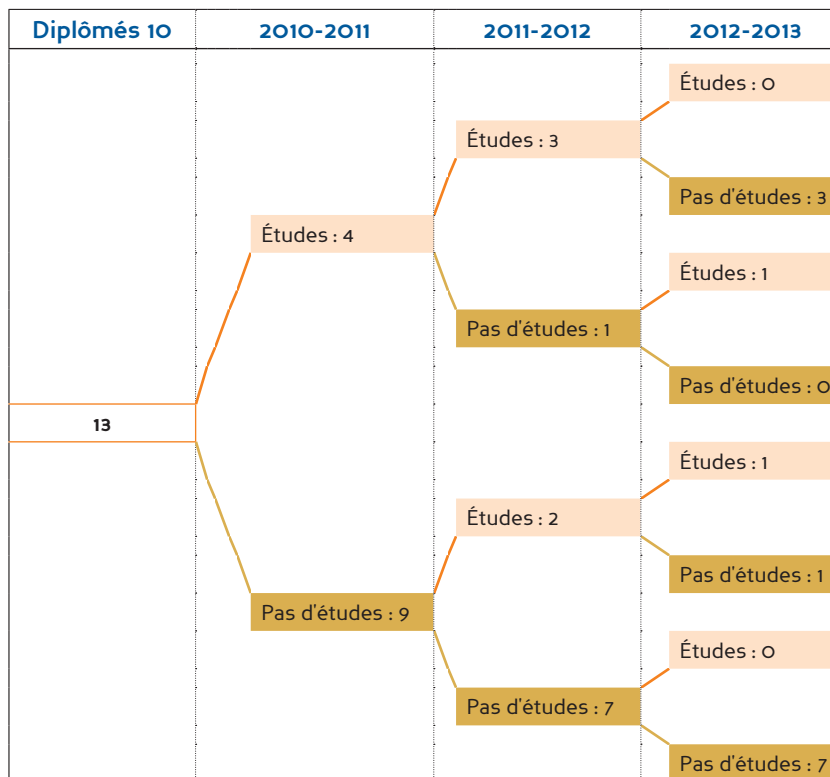 Diplômés 10 2010-2011 2011-2012 2012-2013
Études : 0
Études : 3
Pas d'études : 3
Études : 4
Études : 1
Pas d'études : 1
Pas d'études : 0
13
Études : 1
Études : 2
Pas d'études : 1
Pas d'études : 9
Études : 0
Pas d'études : 7
Pas d'études : 7